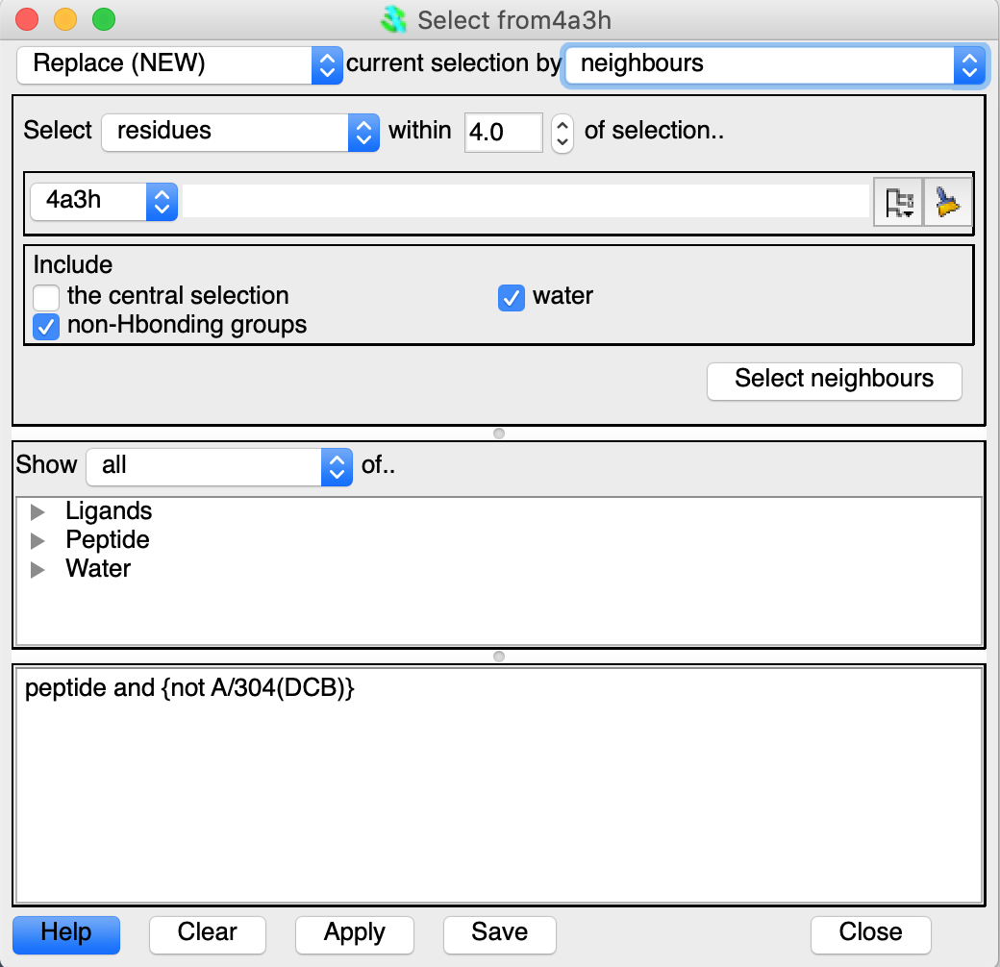 Select from4a3h
Replace (NEW) current selection by neighbours
Select residues within 4.0 of selection..
4a3h
Include
the central selection water
non-Hbonding groups
Select neighbours
Show all of..
Ligands
Peptide
Water
peptide and {not A/304(DCB)}
Help Clear Apply Save Close